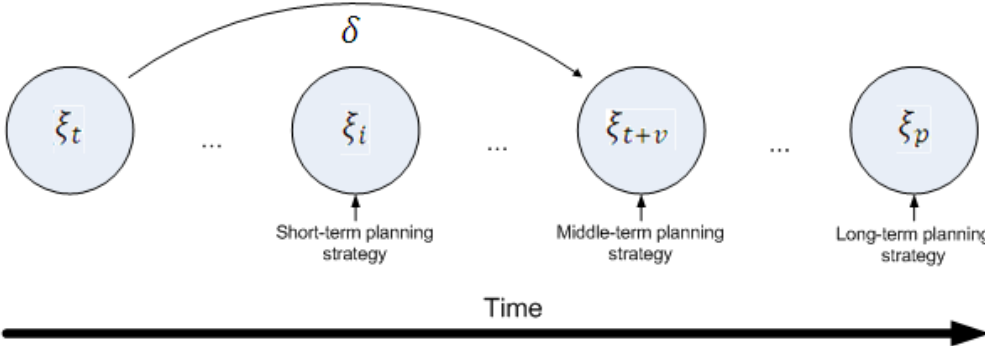 δ
ξt ... ξi ... ξt+v ... ξp
Short-term planning
strategy
Middle-term planning
strategy
Long-term planning
strategy
Time